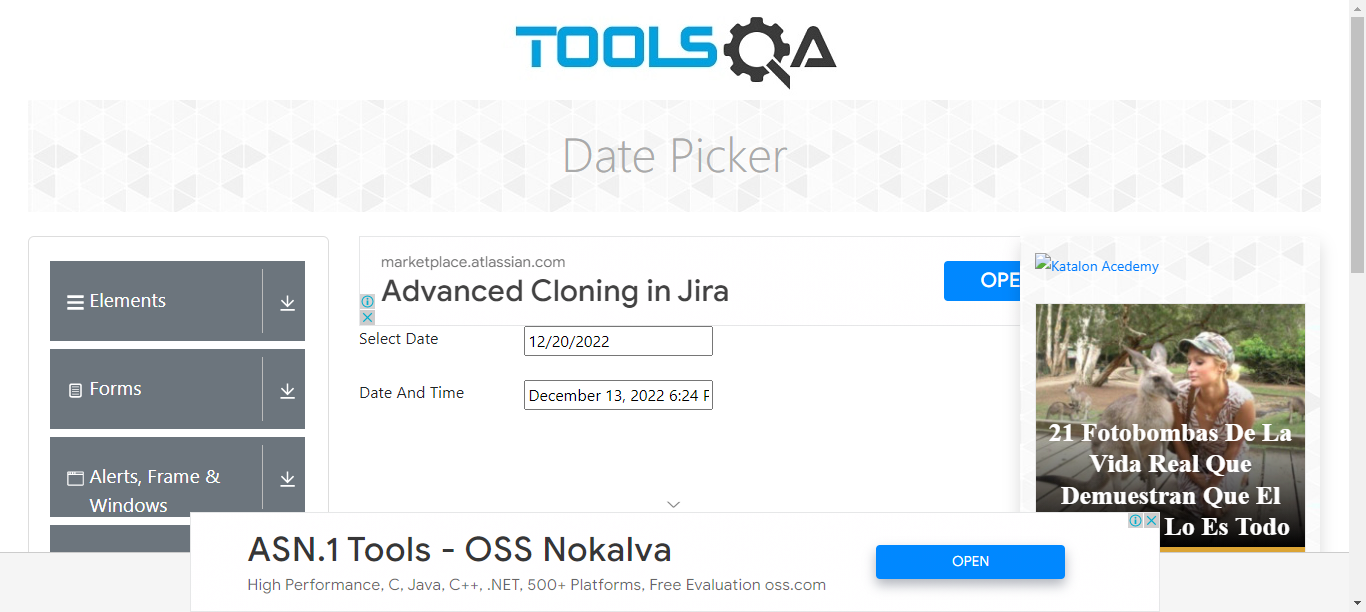 TOOLSQA
Date Picker
Elements
Forms
Alerts, Frame &
Windows
marketplace.atlassian.com
Advanced Cloning in Jira
OPE
Select Date
12/20/2022
Date And Time
December 13, 2022 6:24 P
Katalon Acedemy
21 Fotobombas De La
Vida Real Que
Demuestran Que El
Lo Es Todo
ASN.1 Tools - OSS Nokalva
High Performance, C, Java, C++, .NET, 500+ Platforms, Free Evaluation oss.com
OPEN